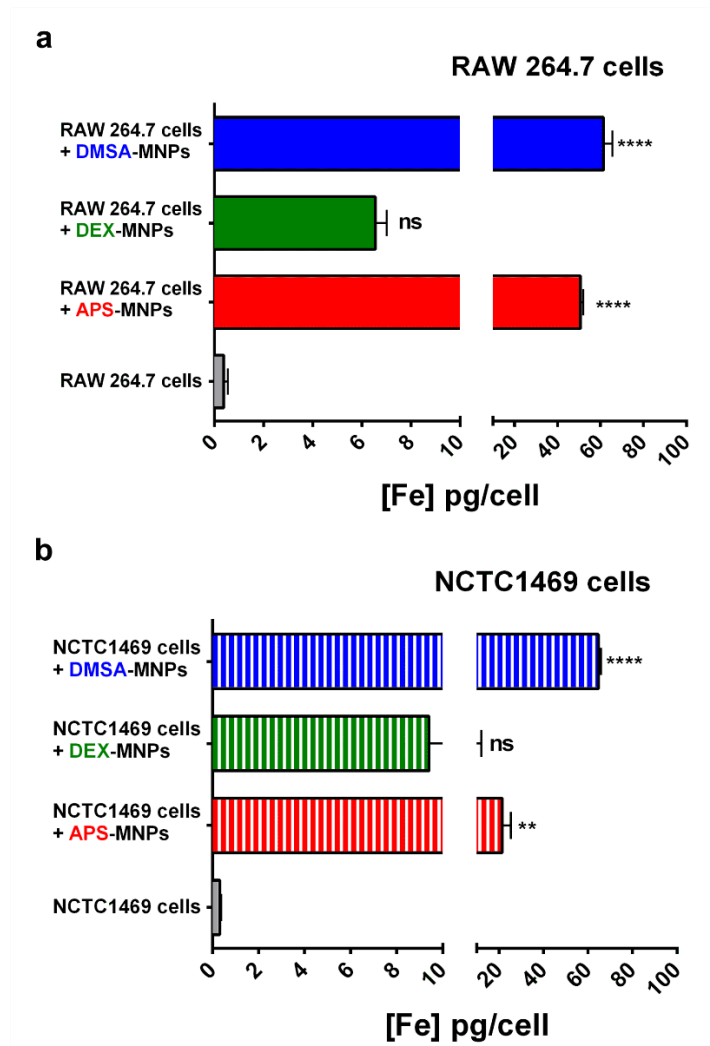 a
RAW 264.7 cells
RAW 264.7 cells
+ DMSA-MNPs
****
RAW 264.7 cells
+ DEX-MNPs
ns
RAW 264.7 cells
+ APS-MNPs
****
RAW 264.7 cells
0 2 4 6 8 10 20 40 60 80 100
[Fe] pg/cell
b
NCTC1469 cells
NCTC1469 cells
+ DMSA-MNPs
****
NCTC1469 cells
+ DEX-MNPs
ns
NCTC1469 cells
+ APS-MNPs
**
NCTC1469 cells
0 2 4 6 8 10 20 40 60 80 100
[Fe] pg/cell